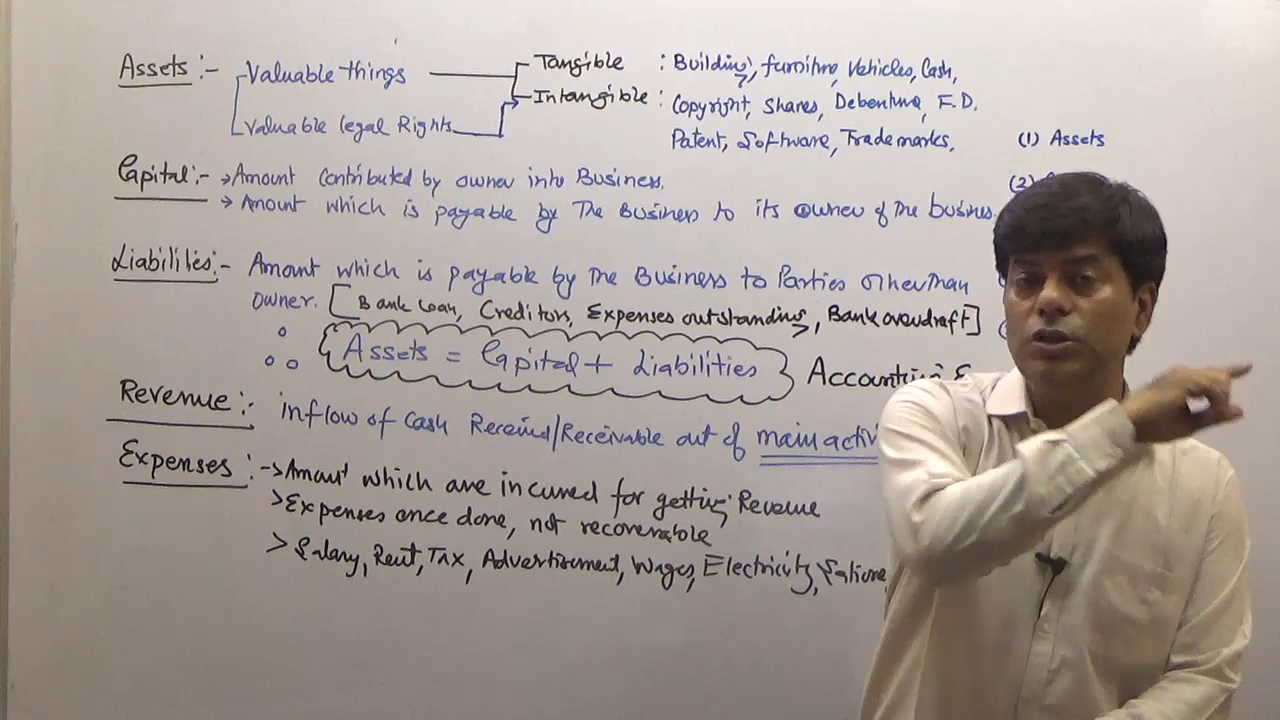 Assets :- Valuable things Tangible : Building, furniture, Vehicles, Cash,
Valuable legal Rights Intangible : Copyright, Shares, Debenture, F.D.
Patent, Software, Trademarks,
(1) Assets
(2)
Capital :- → Amount Contributed by owner into Business.
→ Amount which is payable by The Business to its owner of The busines.
Liabilities :- Amount which is payable by The Business to Parties other than
owner. [Bank loan, Creditors, Expenses outstanding, Bank overdraft]
Assets = Capital + Liabilities
Revenue :- inflow of Cash Received/Receivable out of main
Expenses :- → Amount which are incured for getting Revenue
> Expenses once done, not recoverable
> Salary, Rent, Tax, Advertisement, Wages, Electricity,